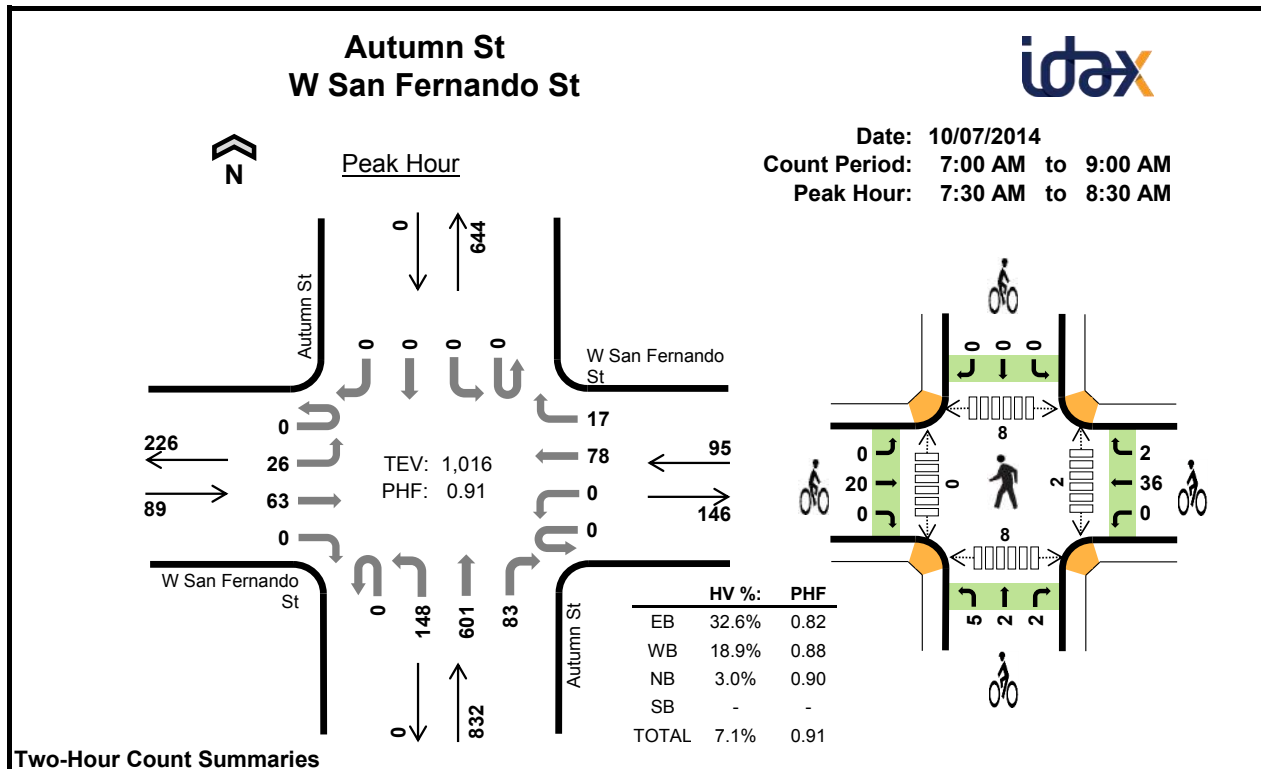 Autumn St
W San Fernando St
idax
Date: 10/07/2014
Count Period: 7:00 AM to 9:00 AM
Peak Hour: 7:30 AM to 8:30 AM
N
Peak Hour
0
644
Autumn St
0 0 0 0
W San Fernando
St
0
26
63
0
226
89
TEV: 1,016
PHF: 0.91
17
78
0
0
95
146
W San Fernando
St
0 148 601 83
Autumn St
0
832
HV %: PHF
EB 32.6% 0.82
WB 18.9% 0.88
NB 3.0% 0.90
SB - -
TOTAL 7.1% 0.91
0 0 0
8
0
20
0
0
2
2
36
0
8
5 2 2
Two-Hour Count Summaries